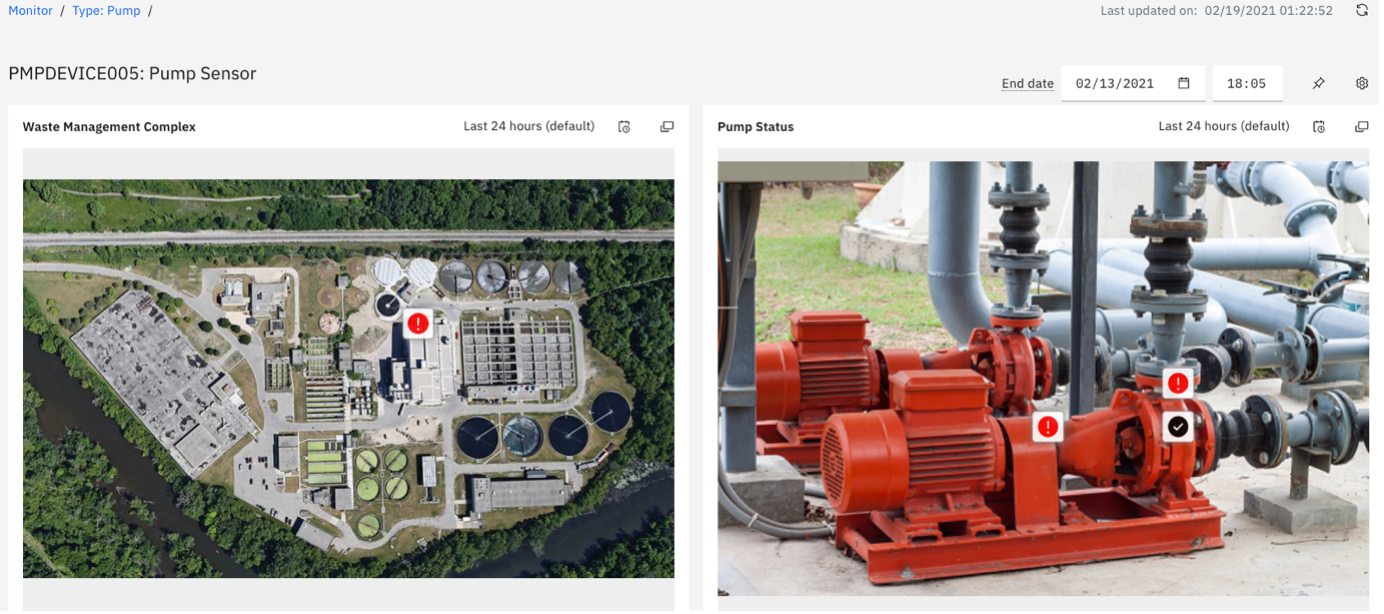 Monitor / Type: Pump /
Last updated on: 02/19/2021 01:22:52
PMPDEVICE005: Pump Sensor
End date 02/13/2021 18:05
Waste Management Complex Last 24 hours (default)
Pump Status Last 24 hours (default)